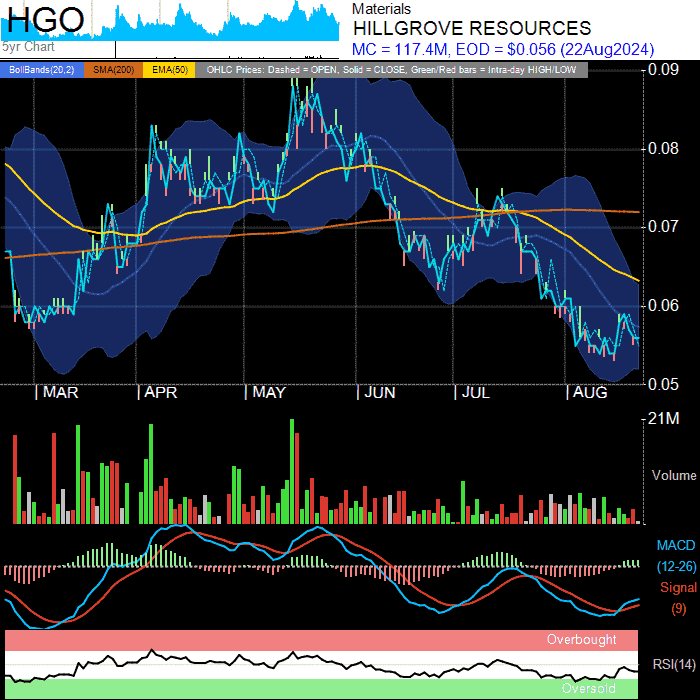 HGO
5yr Chart
Materials
HILLGROVE RESOURCES
MC = 117.4M, EOD = $0.056 (22Aug2024)
BollBands(20,2) SMA(200) EMA(50) OHLC Prices: Dashed = OPEN, Solid = CLOSE, Green/Red bars = Intra-day HIGH/LOW
0.09
0.08
0.07
0.06
0.05
MAR APR MAY JUN JUL AUG
21M
Volume
MACD
(12-26)
Signal
(9)
Overbought
RSI(14)
Oversold